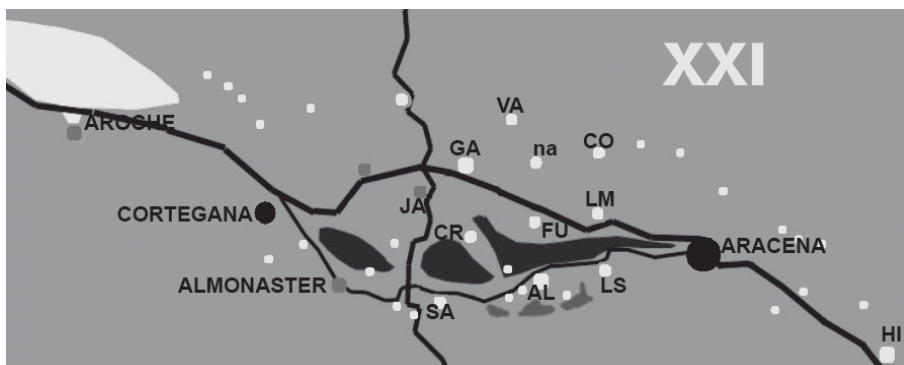 XXI
VA
AROCHE
GA
na
CO
JA
LM
CORTEGANA
CR
FU
ARACENA
ALMONASTER
SA
AL
LS
HI